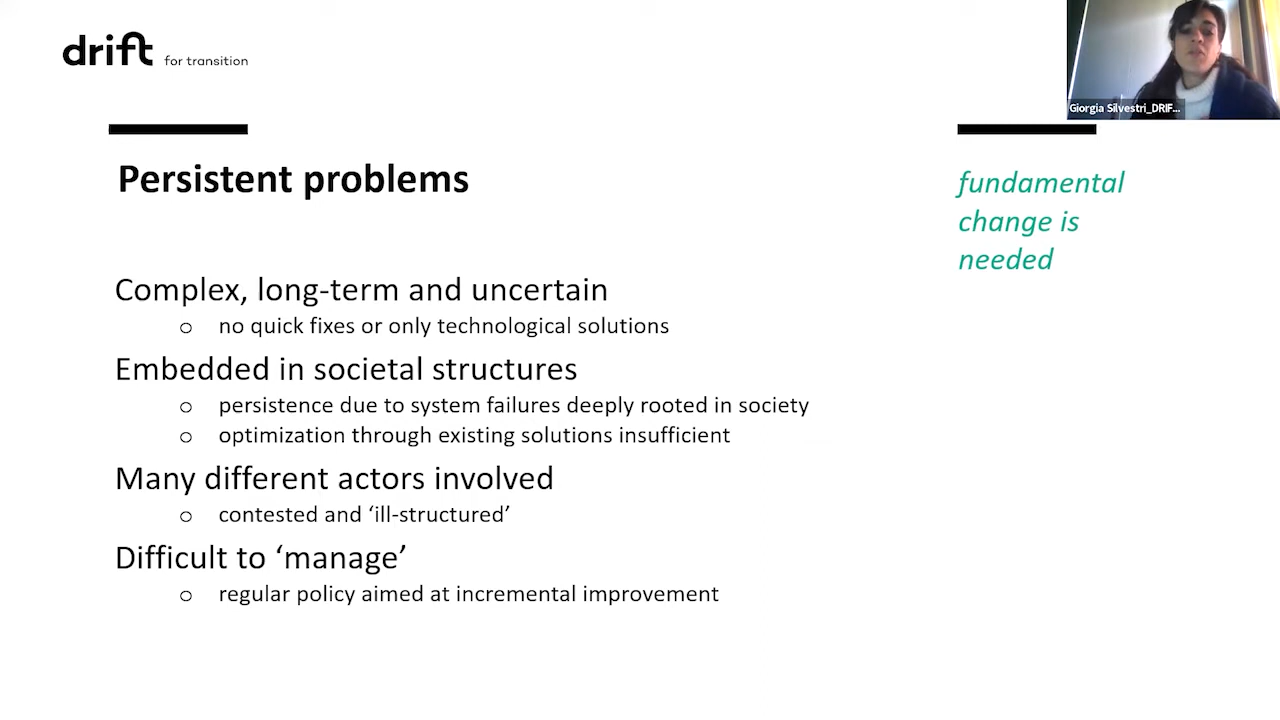 drift for transition
Giorgia Silvestri_DRIF...
Persistent problems
fundamental
change is
needed
Complex, long-term and uncertain
o no quick fixes or only technological solutions
Embedded in societal structures
o persistence due to system failures deeply rooted in society
o optimization through existing solutions insufficient
Many different actors involved
o contested and ‘ill-structured’
Difficult to ‘manage’
o regular policy aimed at incremental improvement